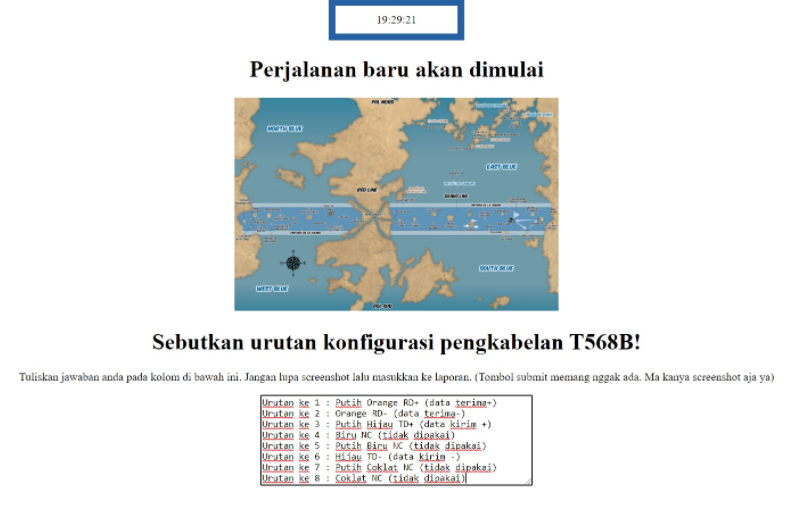 19:29:21
Perjalanan baru akan dimulai
POL NORD
NORTH BLUE
EAST BLUE
RED LINE
GRAND LINE
SOUTH BLUE
WEST BLUE
POL SUD
Sebutkan urutan konfigurasi pengkabelan T568B!
Tuliskan jawaban anda pada kolom di bawah ini. Jangan lupa screenshot lalu masukkan ke laporan. (Tombol submit memang nggak ada. Ma kanya screenshot aja ya)
Urutan ke 1 : Putih Orange RD+ (data terima+)
Urutan ke 2 : Orange RD- (data terima-)
Urutan ke 3 : Putih Hijau TD+ (data kirim +)
Urutan ke 4 : Biru NC (tidak dipakai)
Urutan ke 5 : Putih Biru NC (tidak dipakai)
Urutan ke 6 : Hijau TD- (data kirim -)
Urutan ke 7 : Putih Coklat NC (tidak dipakai)
Urutan ke 8 : Coklat NC (tidak dipakai)